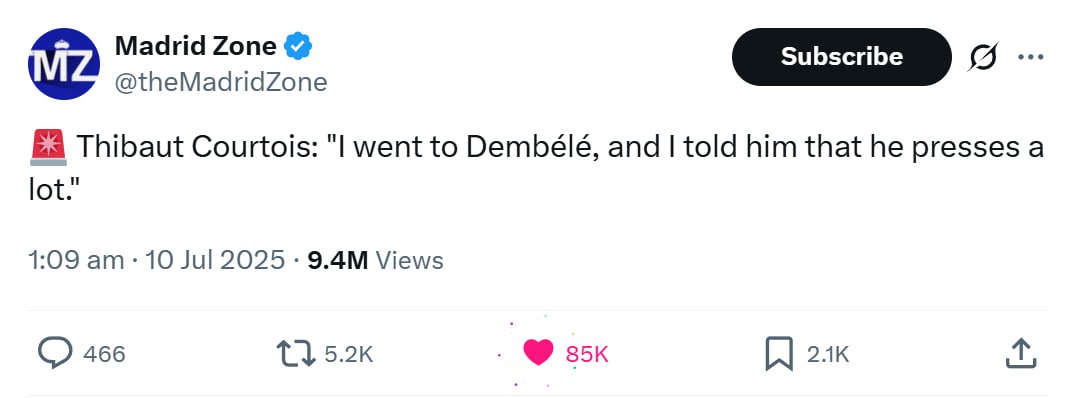 MZ
Madrid Zone
@theMadridZone
Subscribe
🚨 Thibaut Courtois: "I went to Dembélé, and I told him that he presses a
lot."
1:09 am · 10 Jul 2025 · 9.4M Views
466 5.2K 85K 2.1K